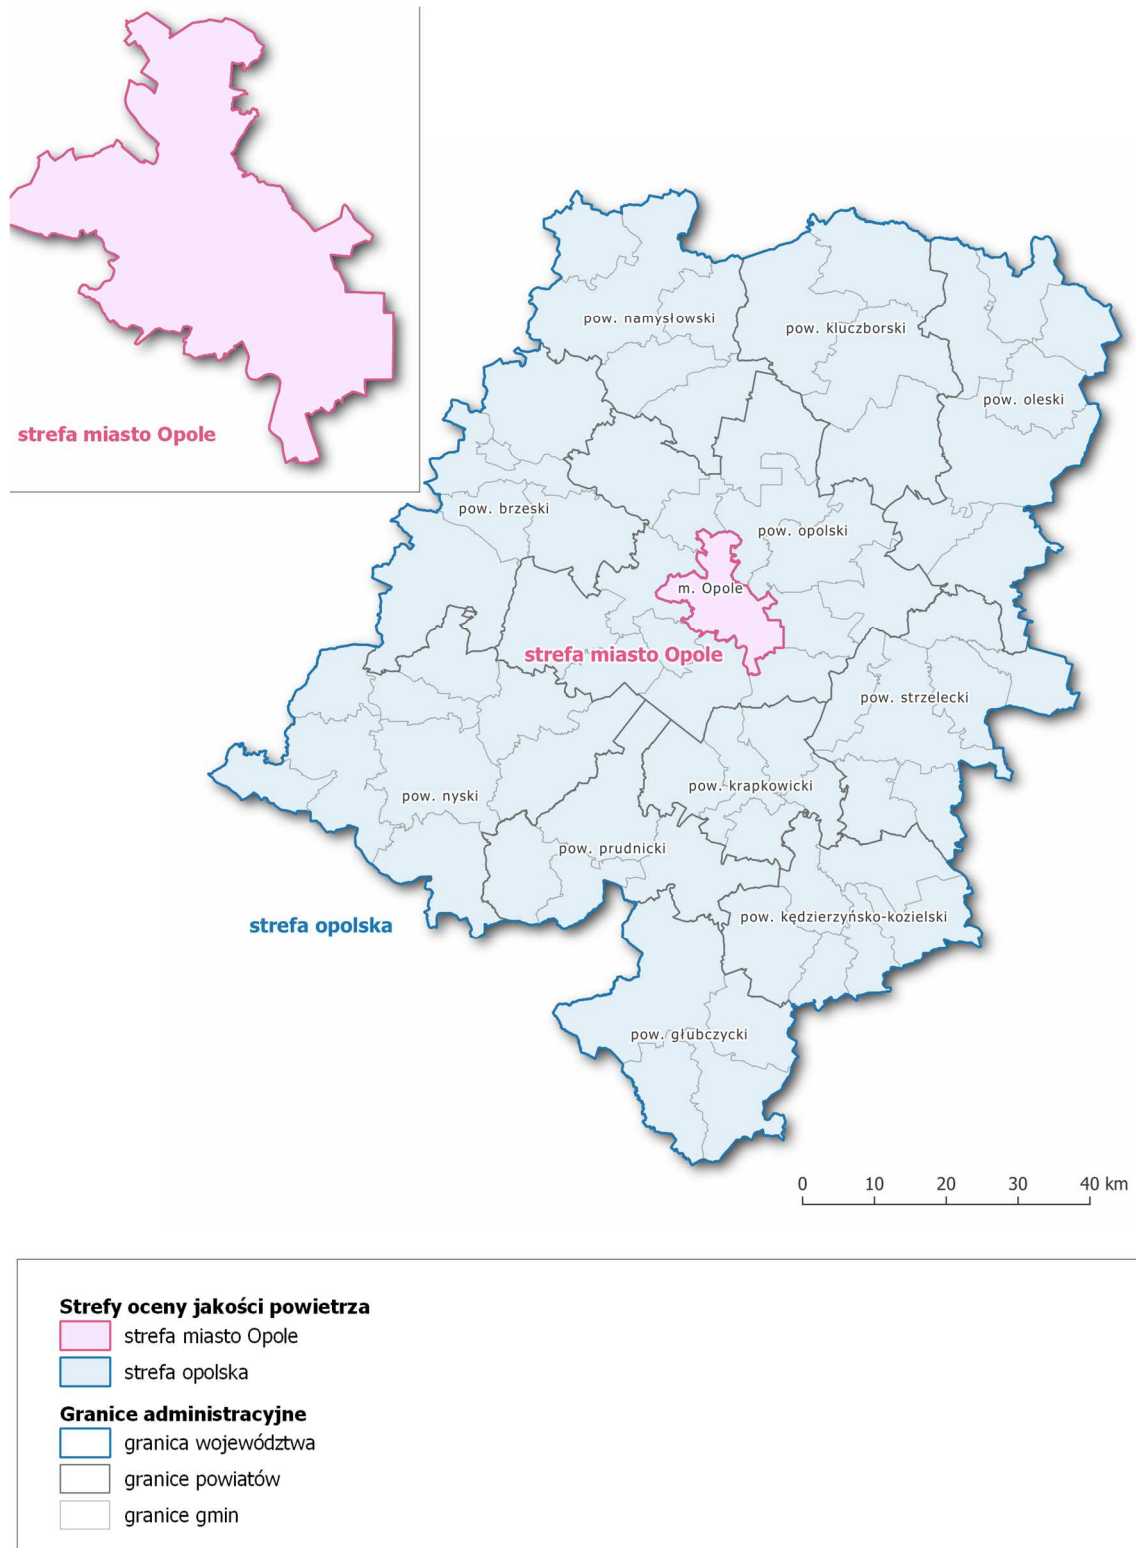 strefa miasto Opole
pow. namysłowski
pow. kluczborski
pow. oleski
pow. brzeski
pow. opolski
m. Opole
strefa miasto Opole
pow. strzelecki
pow. nyski
pow. krapkowicki
pow. prudnicki
strefa opolska
pow. kędzierzyńsko-kozielski
pow. głubczycki
0 10 20 30 40 km
Strefy oceny jakości powietrza
strefa miasto Opole
strefa opolska
Granice administracyjne
granica województwa
granice powiatów
granice gmin